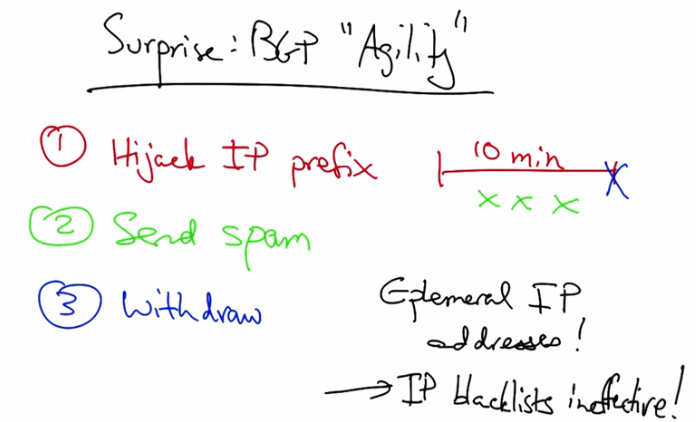 Surprise: BGP "Agility"
1 Hijack IP prefix
10 min
x x x
2 Send spam
3 Withdraw
Ephemeral IP
addresses!
→ IP blacklists ineffective!